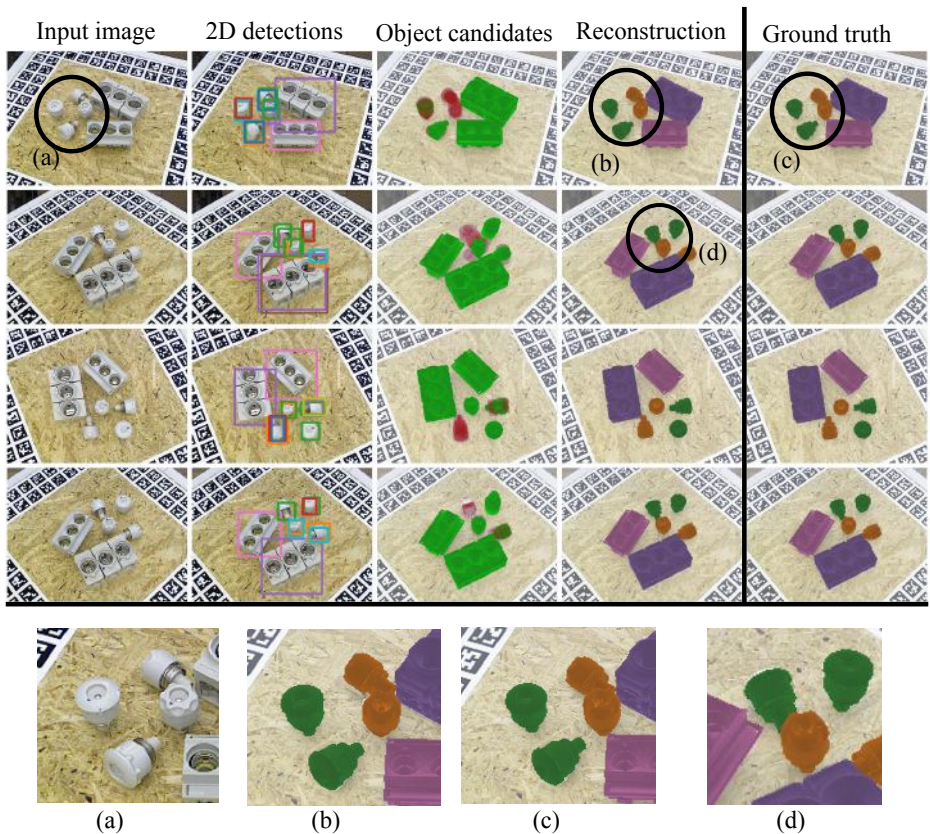 Input image 2D detections Object candidates Reconstruction Ground truth
(a) (b) (c)
(d)
(a) (b) (c) (d)